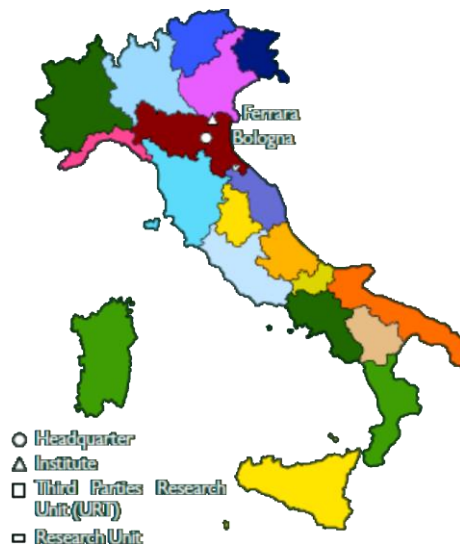 Ferrara
Bologna
Headquarter
Institute
Third Parties Research
Unit (URT)
Research Unit